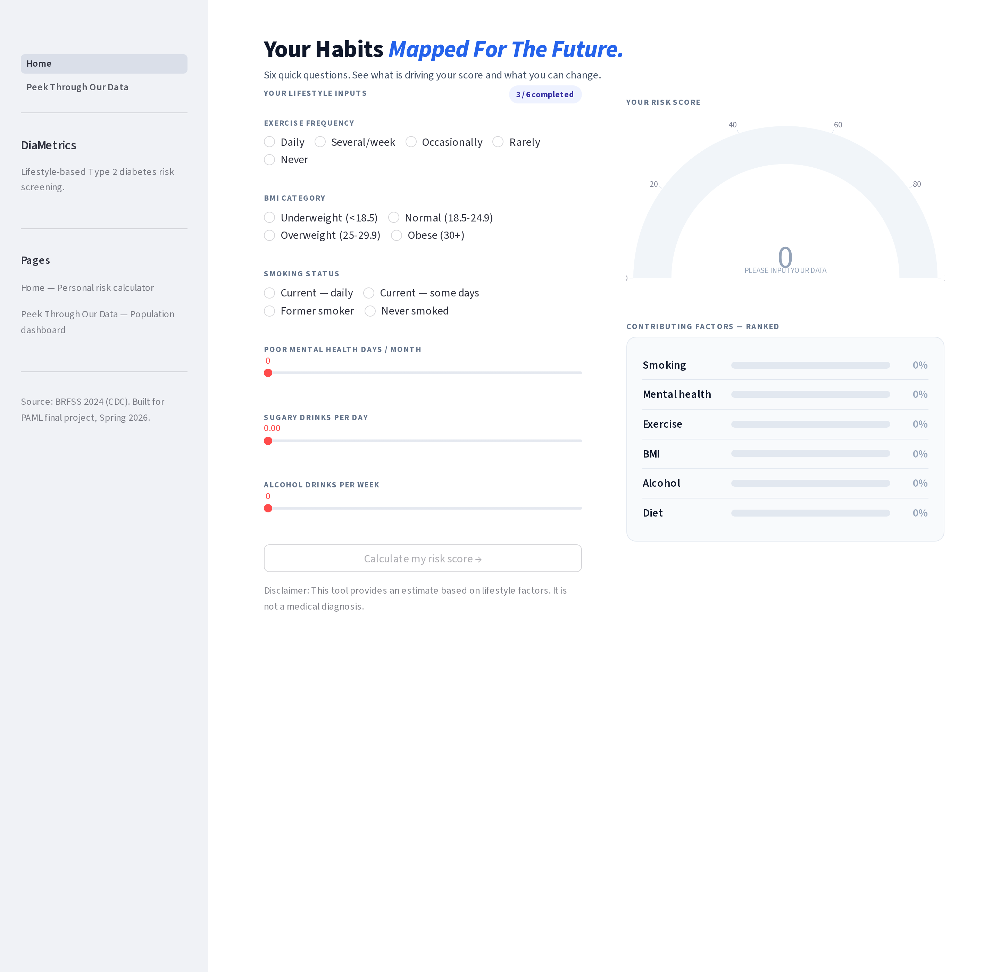 Home
Peek Through Our Data
DiaMetrics
Lifestyle-based Type 2 diabetes risk
screening.
Pages
Home — Personal risk calculator
Peek Through Our Data — Population
dashboard
Source: BRFSS 2024 (CDC). Built for
PAML final project, Spring 2026.
Your Habits Mapped For The Future.
Six quick questions. See what is driving your score and what you can change.
YOUR LIFESTYLE INPUTS
3 / 6 completed
EXERCISE FREQUENCY
Daily Several/week Occasionally Rarely
Never
BMI CATEGORY
Underweight (<18.5) Normal (18.5-24.9)
Overweight (25-29.9) Obese (30+)
SMOKING STATUS
Current — daily Current — some days
Former smoker Never smoked
POOR MENTAL HEALTH DAYS / MONTH
0
SUGARY DRINKS PER DAY
0.00
ALCOHOL DRINKS PER WEEK
0
Calculate my risk score →
Disclaimer: This tool provides an estimate based on lifestyle factors. It is
not a medical diagnosis.
YOUR RISK SCORE
40 60
20 80
0
PLEASE INPUT YOUR DATA
CONTRIBUTING FACTORS — RANKED
Smoking 0%
Mental health 0%
Exercise 0%
BMI 0%
Alcohol 0%
Diet 0%